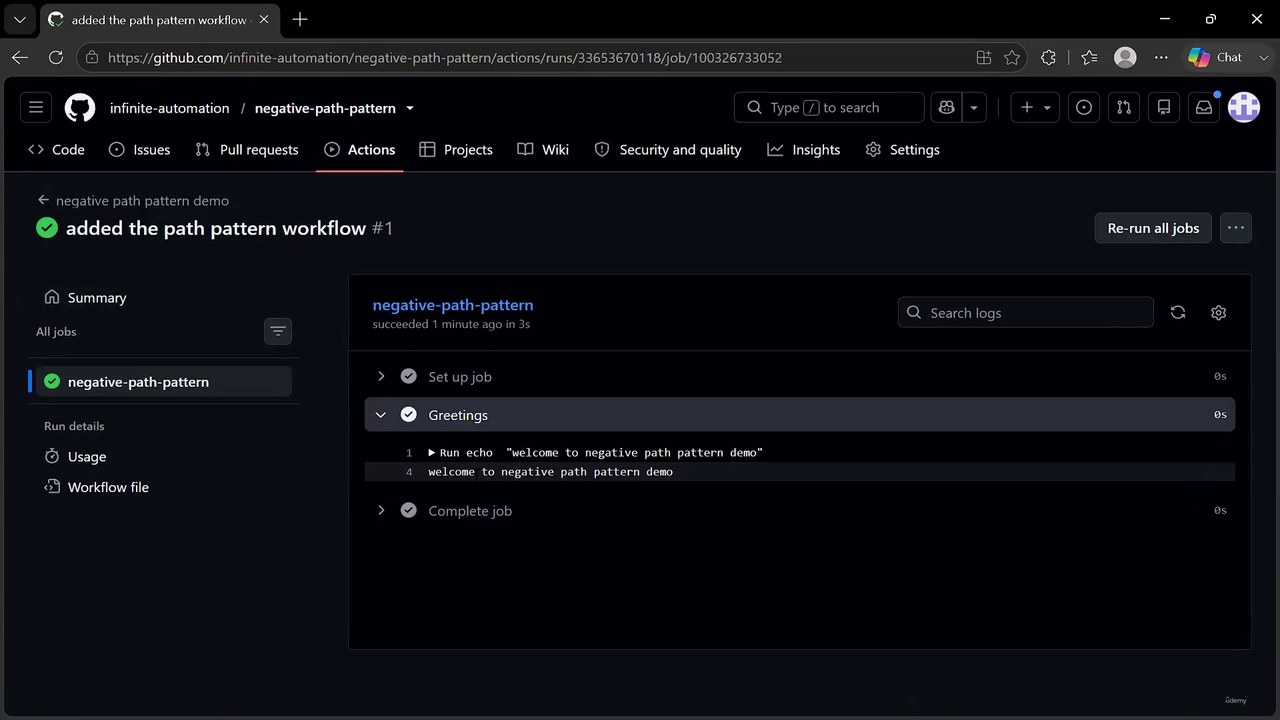 added the path pattern workflow
https://github.com/infinite-automation/negative-path-pattern/actions/runs/33653670118/job/100326733052
Chat
infinite-automation / negative-path-pattern
Type / to search
Code Issues Pull requests Actions Projects Wiki Security and quality Insights Settings
negative path pattern demo
added the path pattern workflow #1
Re-run all jobs
Summary
All jobs
negative-path-pattern
Run details
Usage
Workflow file
negative-path-pattern
succeeded 1 minute ago in 3s
Search logs
Set up job 0s
Greetings 0s
1 Run echo "welcome to negative path pattern demo"
4 welcome to negative path pattern demo
Complete job 0s
ûdemy